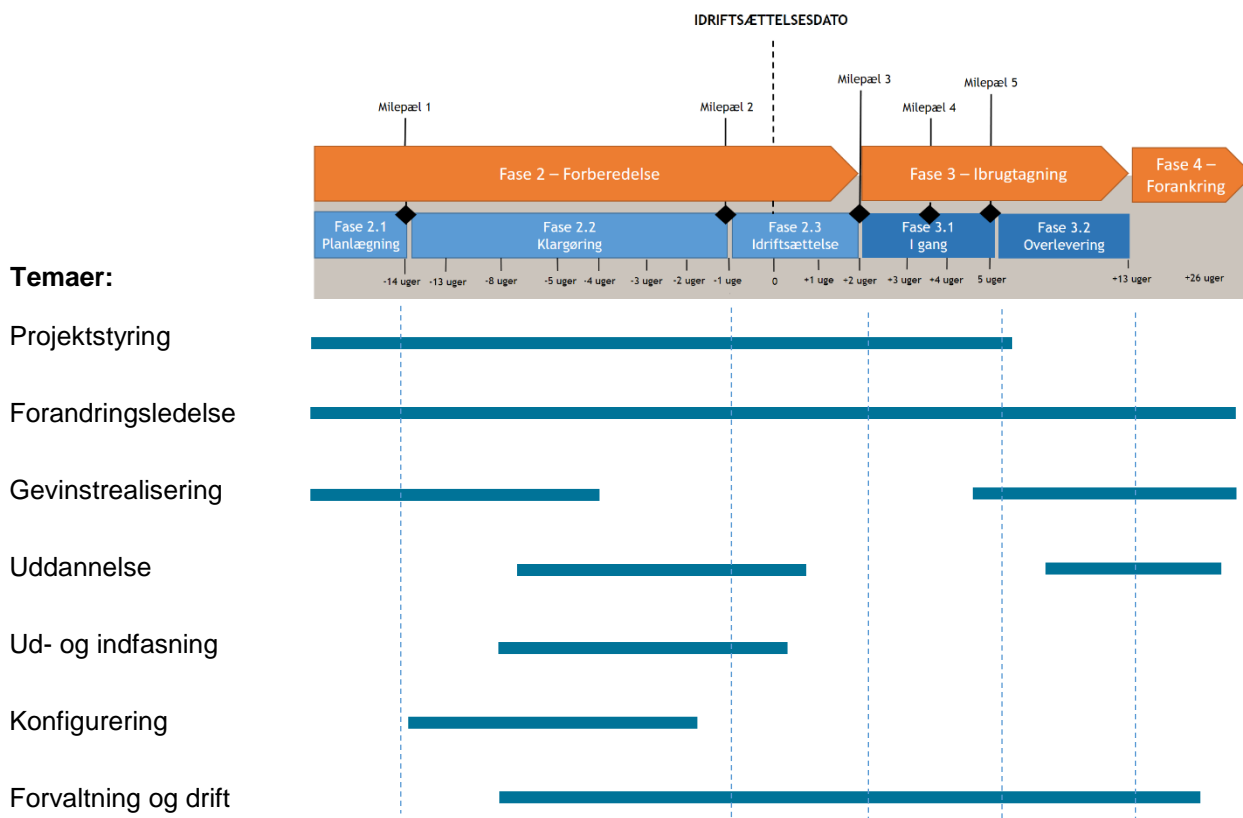 IDRIFTSÆTTELSESDATO
Milepæl 1
Milepæl 2
Milepæl 3
Milepæl 4
Milepæl 5
Fase 2 – Forberedelse
Fase 3 – Ibrugtagning
Fase 4 –
Forankring
Fase 2.1
Planlægning
Fase 2.2
Klargøring
Fase 2.3
Idriftsættelse
Fase 3.1
I gang
Fase 3.2
Overlevering
-14 uger -13 uger -8 uger -5 uger -4 uger -3 uger -2 uger -1 uge 0 +1 uge +2 uger +3 uger +4 uger 5 uger +13 uger +26 uger
Temaer:
Projektstyring
Forandringsledelse
Gevinstrealisering
Uddannelse
Ud- og indfasning
Konfigurering
Forvaltning og drift